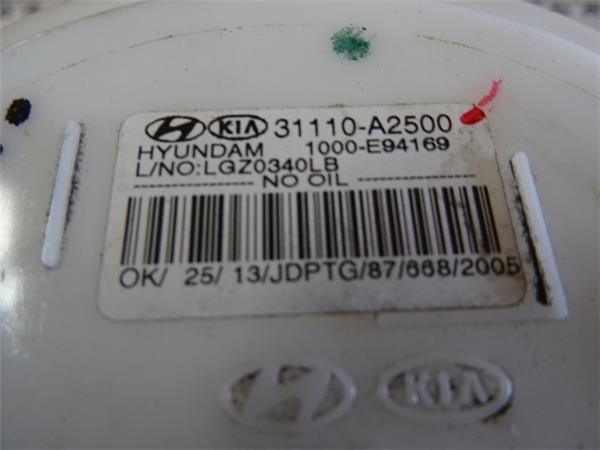 KIA 31110-A2500
HYUNDAM 1000-E94169
L/NO:LGZ0340LB
NO OIL
OK/ 25/ 13/JDPTG/87/668/2005
KIA